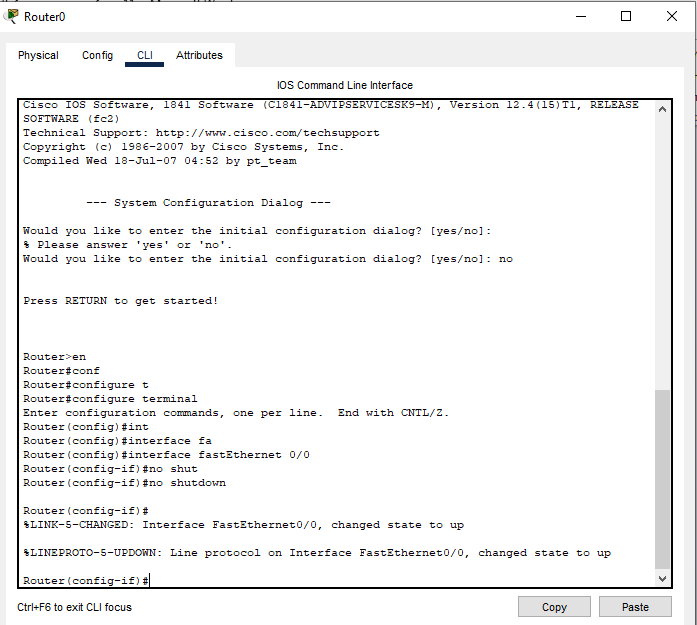 Router0
Physical Config CLI Attributes
IOS Command Line Interface
Cisco IOS Software, 1841 Software (C1841-ADVIPSERVICESK9-M), Version 12.4(15)T1, RELEASE
SOFTWARE (fc2)
Technical Support: http://www.cisco.com/techsupport
Copyright (c) 1986-2007 by Cisco Systems, Inc.
Compiled Wed 18-Jul-07 04:52 by pt_team
--- System Configuration Dialog ---
Would you like to enter the initial configuration dialog? [yes/no]:
% Please answer 'yes' or 'no'.
Would you like to enter the initial configuration dialog? [yes/no]: no
Press RETURN to get started!
Router>en
Router#conf
Router#configure t
Router#configure terminal
Enter configuration commands, one per line.  End with CNTL/Z.
Router(config)#int
Router(config)#interface fa
Router(config)#interface fastEthernet 0/0
Router(config-if)#no shut
Router(config-if)#no shutdown
Router(config-if)#
%LINK-5-CHANGED: Interface FastEthernet0/0, changed state to up
%LINEPROTO-5-UPDOWN: Line protocol on Interface FastEthernet0/0, changed state to up
Router(config-if)#
Ctrl+F6 to exit CLI focus
Copy Paste